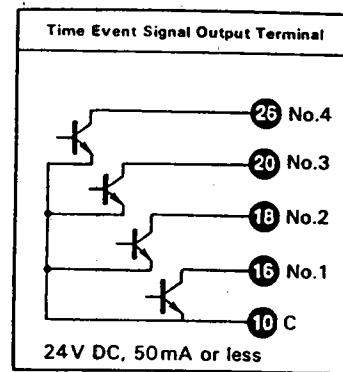 Time Event Signal Output Terminal
26 No.4
20 No.3
18 No.2
16 No.1
10 C
24V DC, 50mA or less